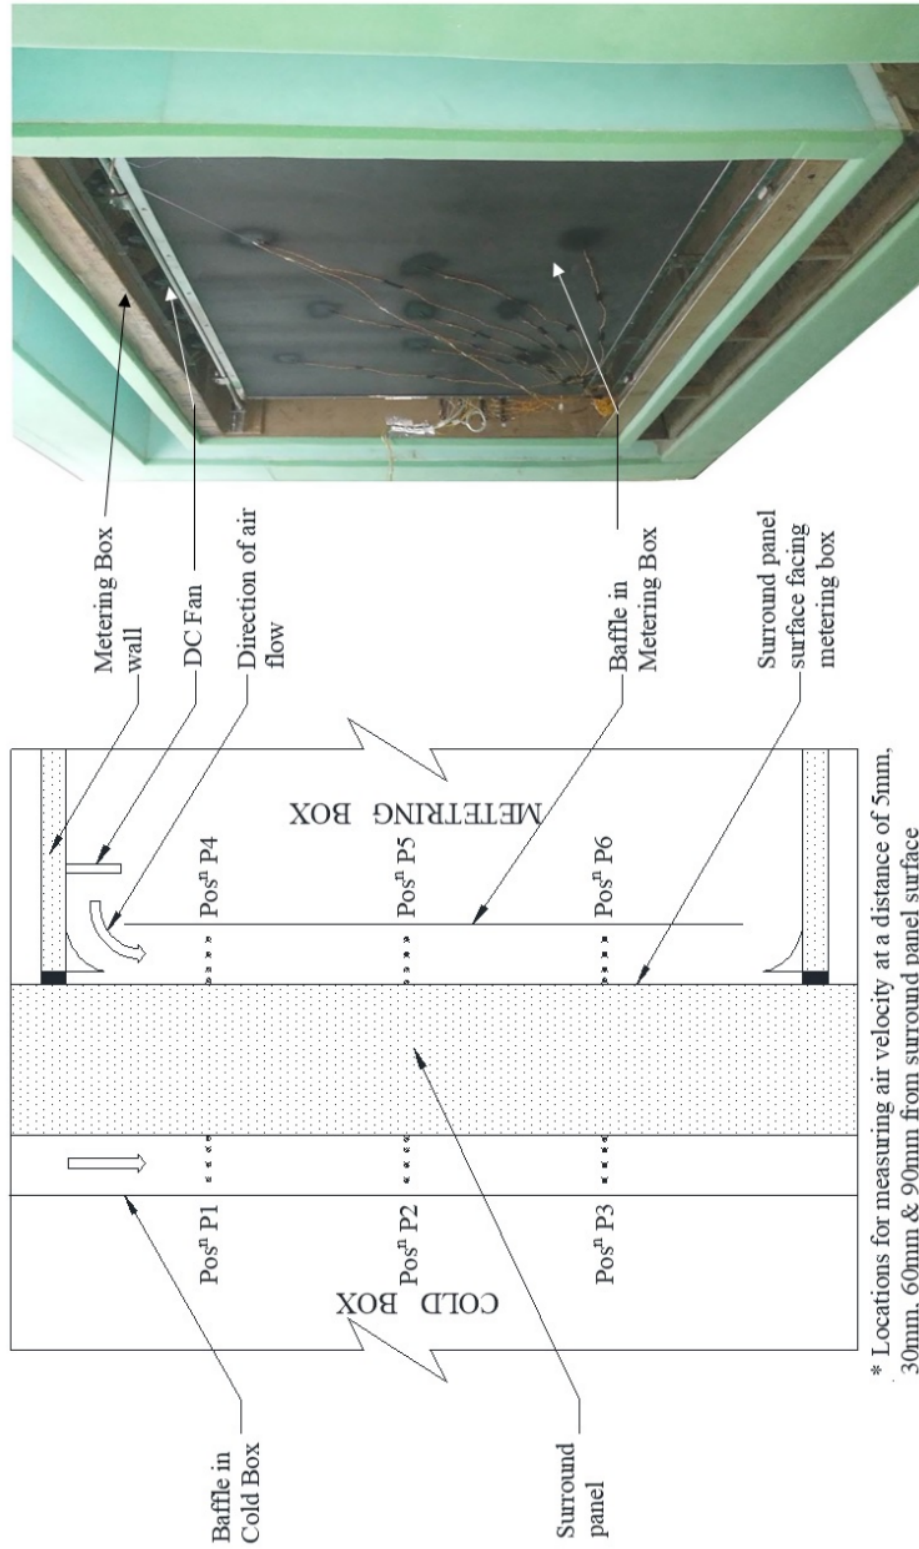 Metering Box
wall
DC Fan
Direction of air
flow
Baffle in
Metering Box
Surround panel
surface facing
metering box
METETRING BOX
Posⁿ P4
Posⁿ P5
Posⁿ P6
Posⁿ P1
Posⁿ P2
Posⁿ P3
COLD BOX
Baffle in
Cold Box
Surround
panel
* Locations for measuring air velocity at a distance of 5mm,
30mm. 60mm & 90mm from surround panel surface